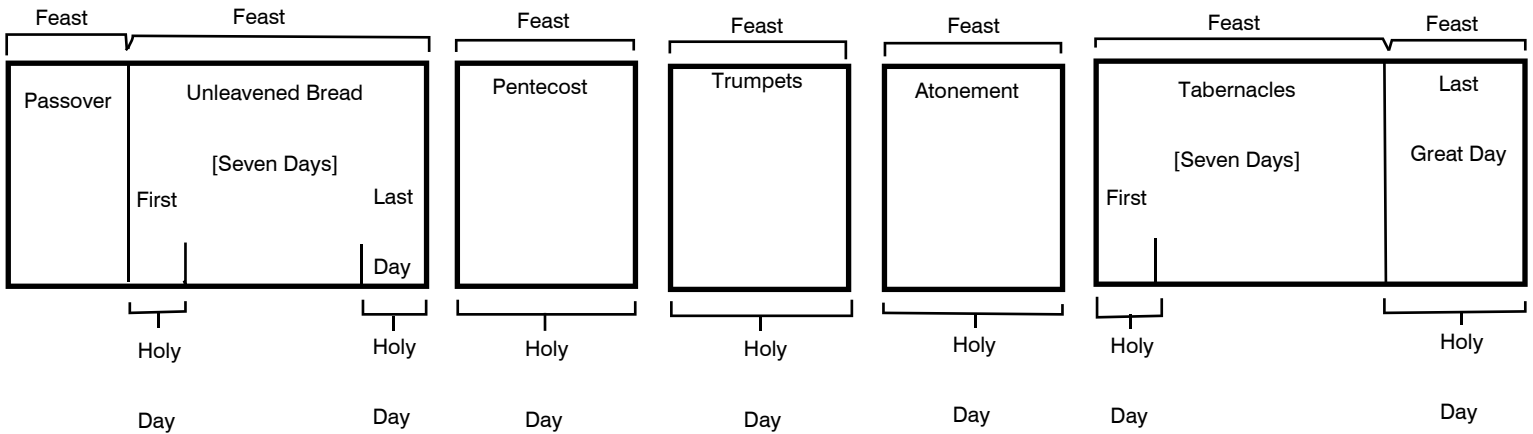 Feast
Feast
Feast
Feast
Feast
Feast
Feast
Passover
Unleavened Bread
[Seven Days]
First
Last
Day
Pentecost
Trumpets
Atonement
Tabernacles
[Seven Days]
First
Last
Great Day
Holy
Holy
Holy
Holy
Holy
Holy
Holy
Day
Day
Day
Day
Day
Day
Day